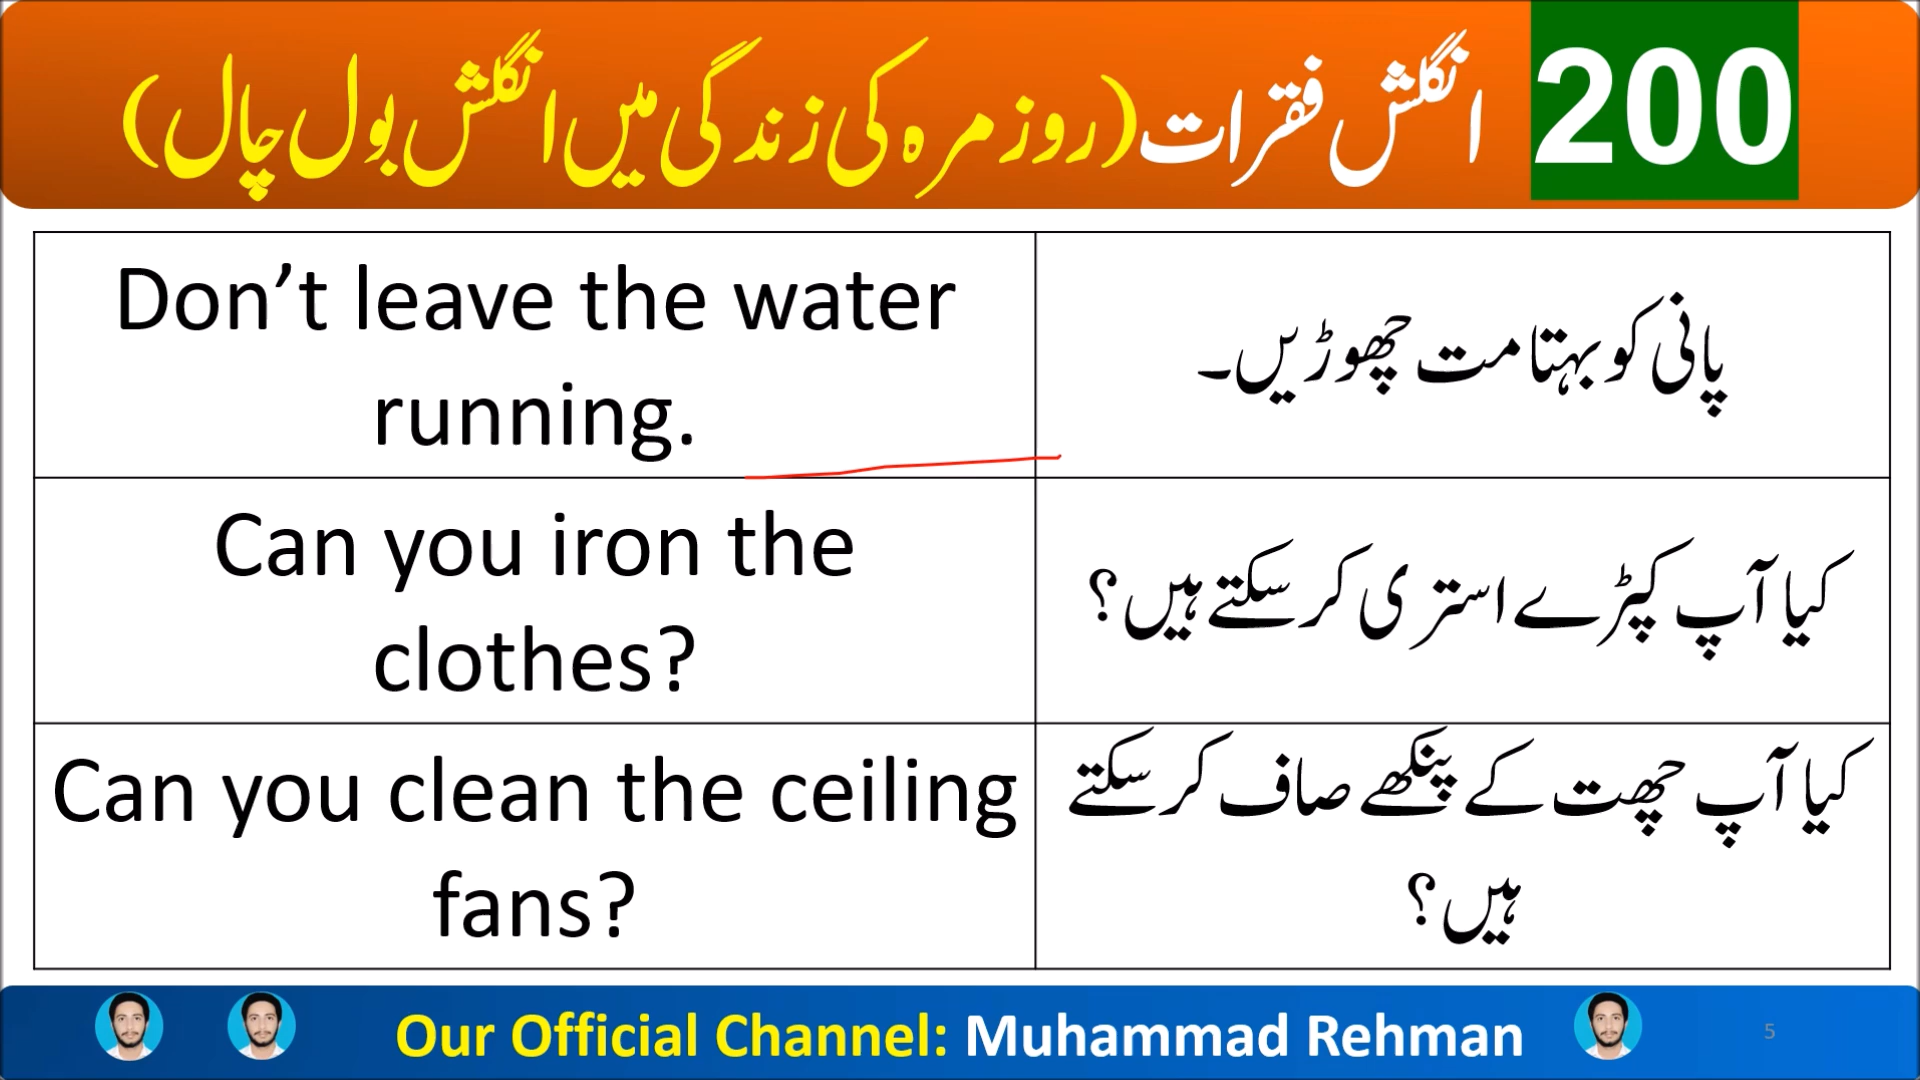 200 انگلش فقرات (روزمرہ کی زندگی میں انگلش بول چال)
Don’t leave the water
running.
پانی کو بہتا مت چھوڑیں۔
Can you iron the
clothes?
کیا آپ کپڑے استری کر سکتے ہیں؟
Can you clean the ceiling
fans?
کیا آپ چھت کے پنکھے صاف کر سکتے
ہیں؟
Our Official Channel: Muhammad Rehman
5